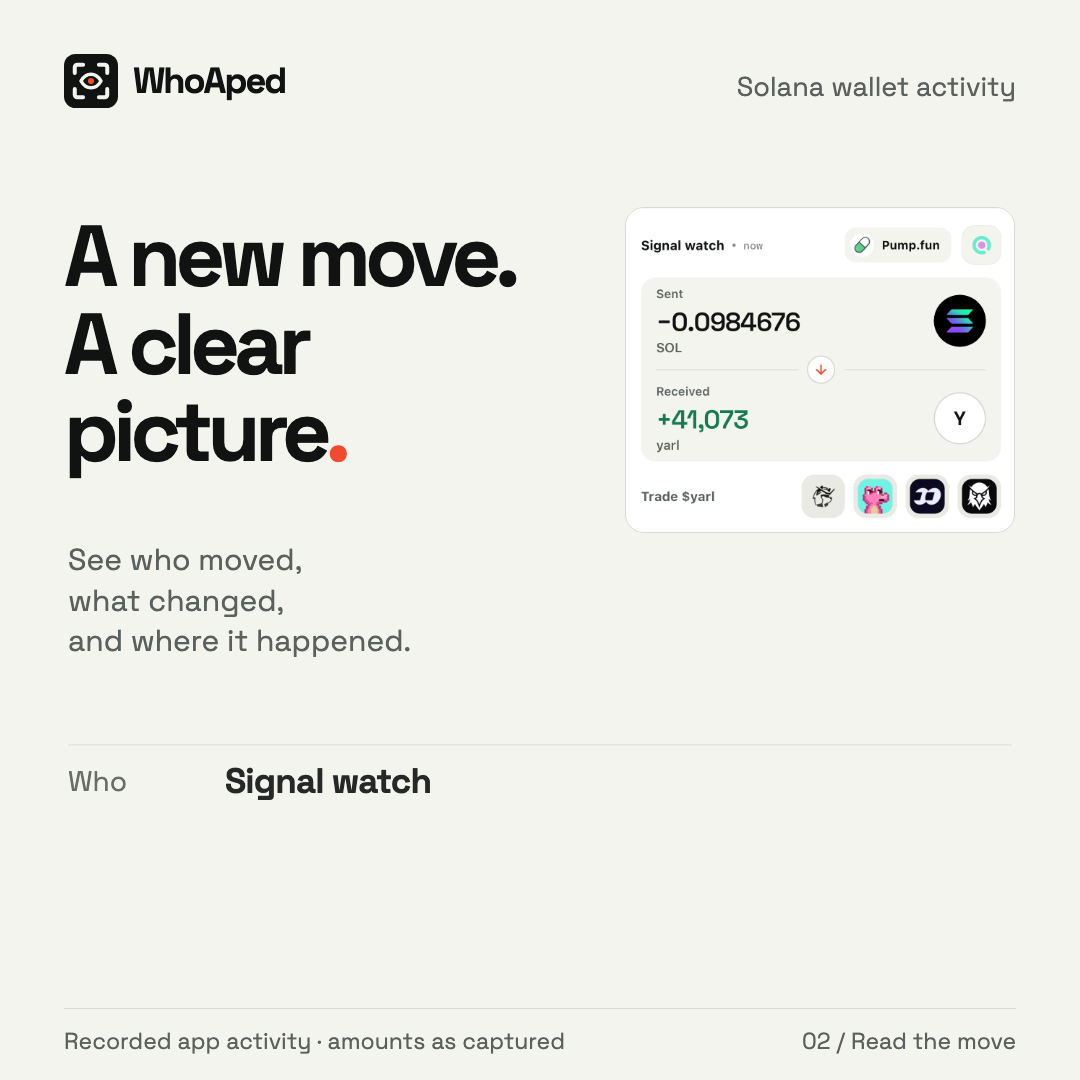 WhoAped
Solana wallet activity
A new move.
A clear
picture.
See who moved,
what changed,
and where it happened.
Signal watch • now
Pump.fun
Sent
−0.0984676
SOL
Received
+41,073
yarl
Y
Trade $yarl
Who
Signal watch
Recorded app activity · amounts as captured
02 / Read the move